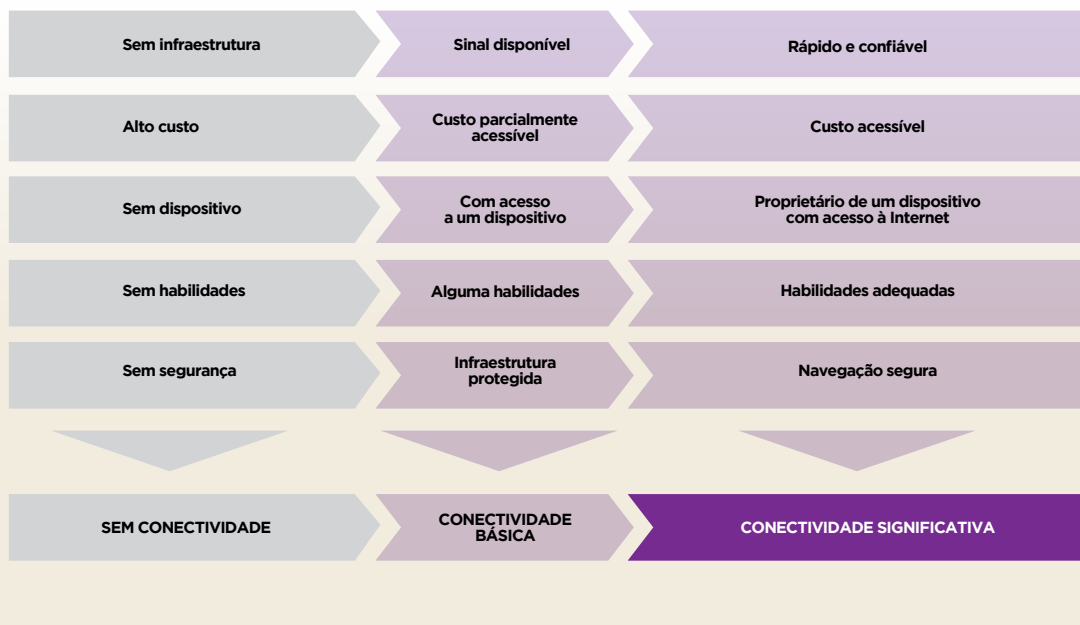 Sem infraestrutura
Sinal disponível
Rápido e confiável
Alto custo
Custo parcialmente
acessível
Custo acessível
Sem dispositivo
Com acesso
a um dispositivo
Proprietário de um dispositivo
com acesso à Internet
Sem habilidades
Alguma habilidades
Habilidades adequadas
Sem segurança
Infraestrutura
protegida
Navegação segura
SEM CONECTIVIDADE
CONECTIVIDADE
BÁSICA
CONECTIVIDADE SIGNIFICATIVA